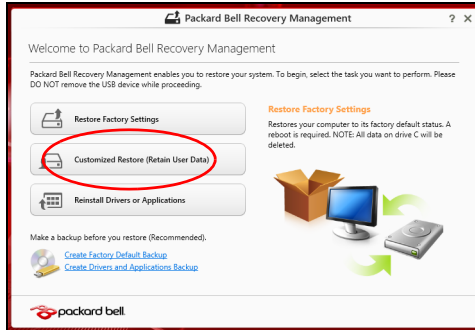 Packard Bell Recovery Management
? X
Welcome to Packard Bell Recovery Management
Packard Bell Recovery Management enables you to restore your system. To begin, select the task you want to perform. Please
DO NOT remove the USB device while proceeding.
Restore Factory Settings
Customized Restore (Retain User Data)
Reinstall Drivers or Applications
Restore Factory Settings
Restores your computer to its factory default status. A
reboot is required. NOTE: All data on drive C will be
deleted.
Make a backup before you restore (Recommended).
Create Factory Default Backup
Create Drivers and Applications Backup
packard bell